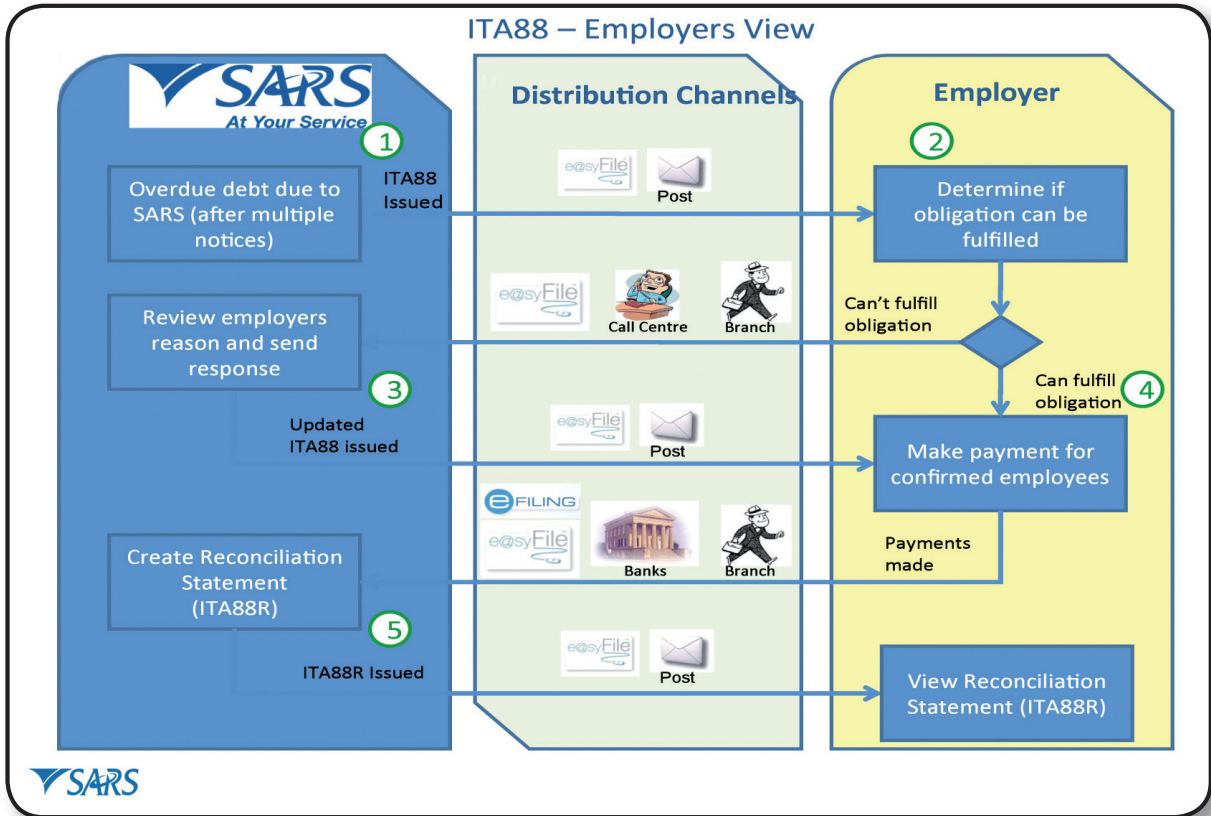 ITA88 – Employers View
SARS
At Your Service
Distribution Channels
Employer
1
Overdue debt due to
SARS (after multiple
notices)
ITA88
Issued
e@syFile
Post
2
Determine if
obligation can be
fulfilled
Review employers
reason and send
response
e@syFile
Call Centre
Branch
Can't fulfill
obligation
3
Updated
ITA88 issued
e@syFile
Post
Can fulfill
obligation
4
Make payment for
confirmed employees
Create Reconciliation
Statement
(ITA88R)
e FILING
e@syFile
Banks
Branch
Payments
made
5
ITA88R Issued
e@syFile
Post
View Reconciliation
Statement (ITA88R)
SARS